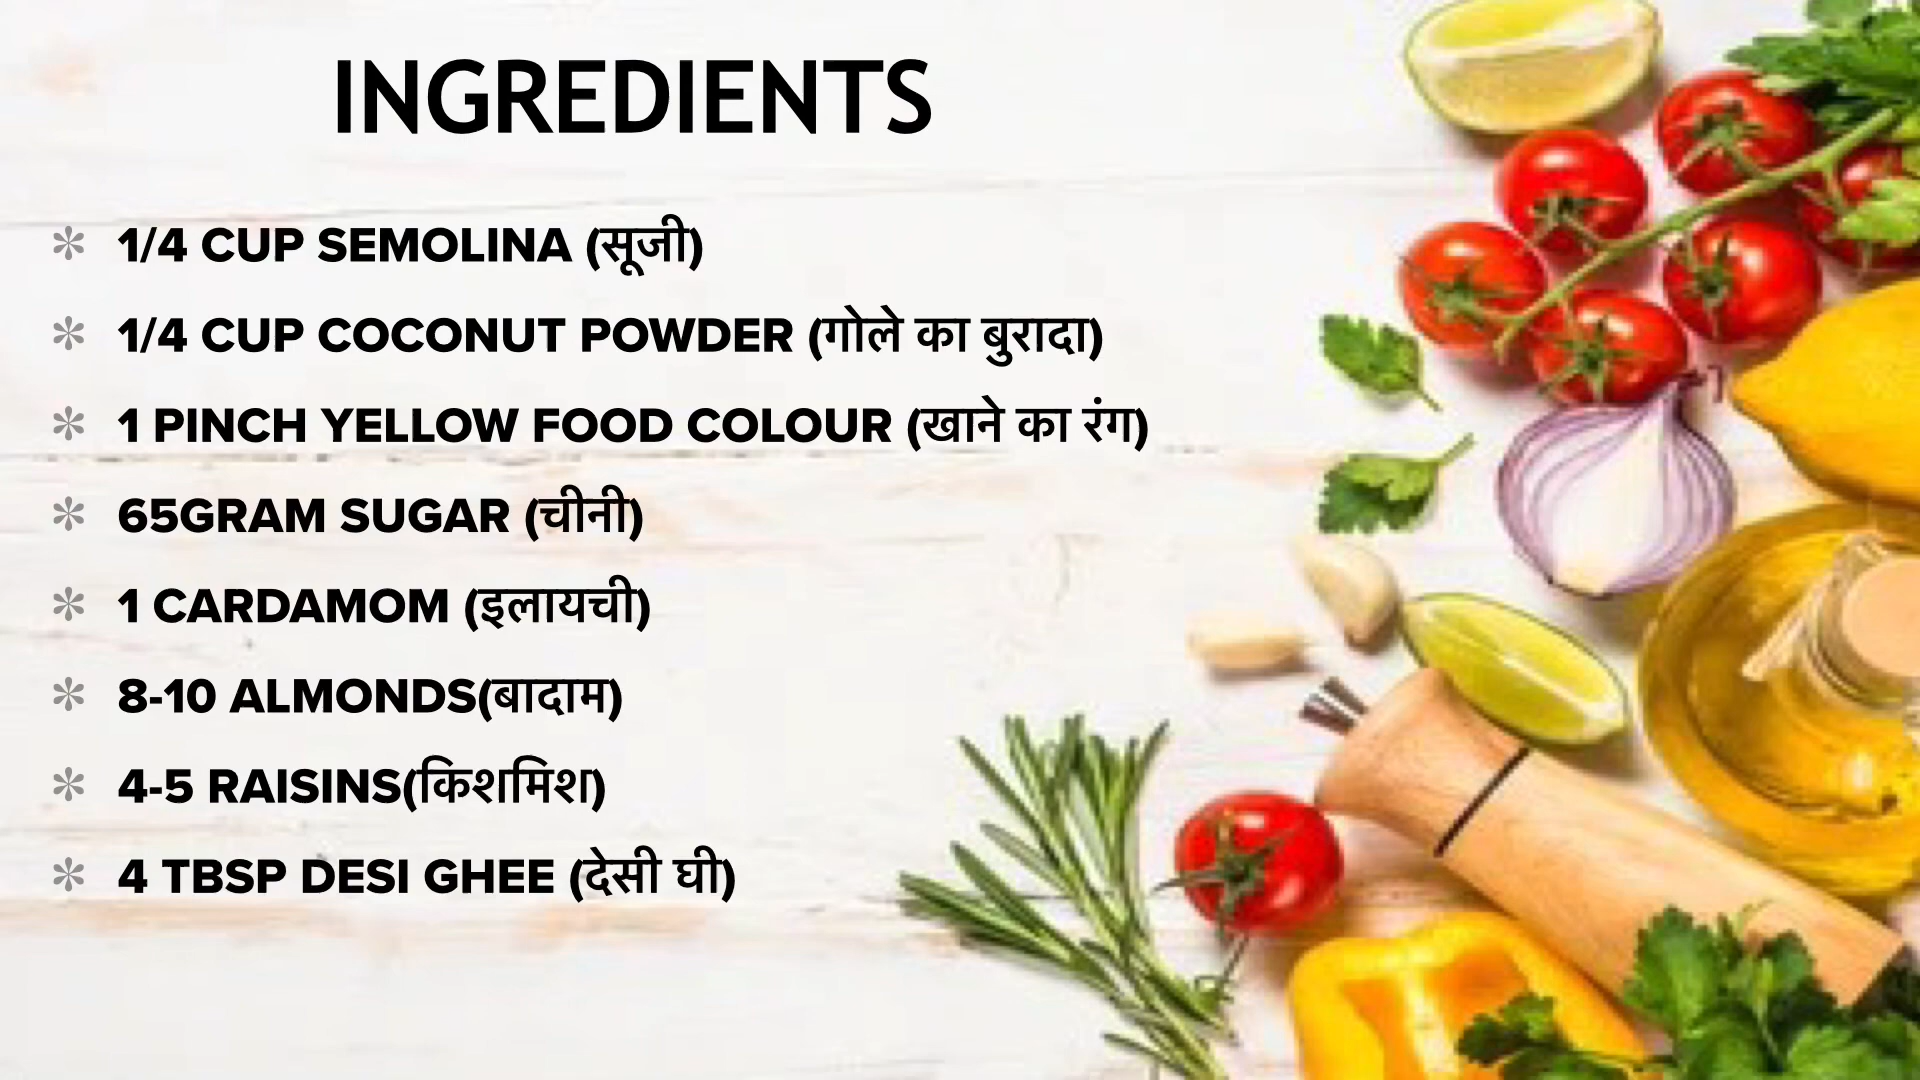 INGREDIENTS
✻ 1/4 CUP SEMOLINA (सूजी)
✻ 1/4 CUP COCONUT POWDER (गोले का बुरादा)
✻ 1 PINCH YELLOW FOOD COLOUR (खाने का रंग)
✻ 65GRAM SUGAR (चीनी)
✻ 1 CARDAMOM (इलायची)
✻ 8-10 ALMONDS(बादाम)
✻ 4-5 RAISINS(किशमिश)
✻ 4 TBSP DESI GHEE (देसी घी)